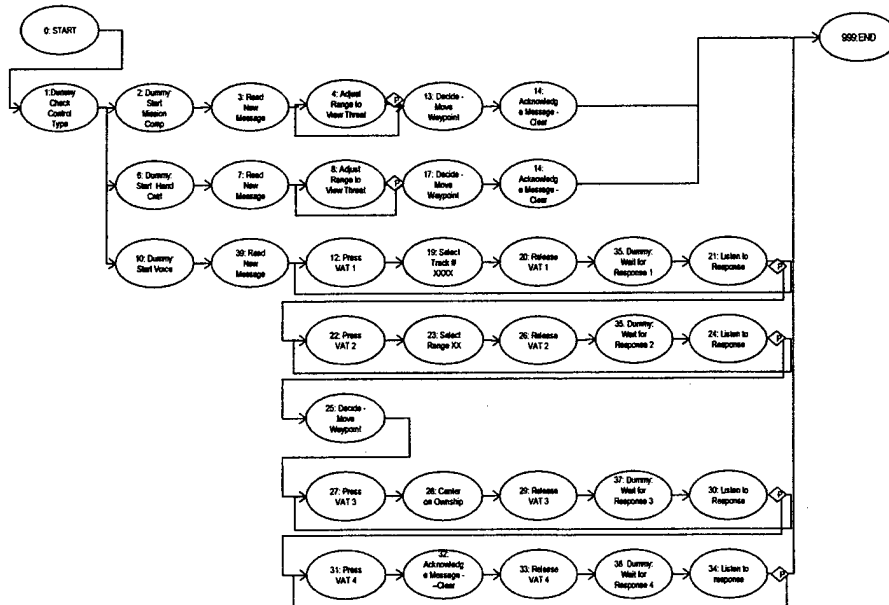 0: START
999:END
1:Dummy
Check
Control
Type
2: Dummy:
Start
Mission
Comp
3: Read
New
Message
4: Adjust
Range to
View Threat
P
13: Decide -
Move
Waypoint
14:
Acknowledg
e Message -
Clear
6: Dummy:
Start Hand
7: Read
New
Message
8: Adjust
Range to
View Threat
P
17: Decide -
Move
Waypoint
14:
Acknowledg
e Message -
Clear
10: Dummy
Start Voice
39: Read
New
Message
12: Press
VAT 1
19: Select
Track #
XXXX
20: Release
VAT 1
35. Dummy:
Wait for
Response 1
21: Listen to
Response
P
22: Press
VAT 2
23: Select
Range XX
26: Release
VAT 2
35. Dummy:
Wait for
Response 2
24: Listen to
Response
P
25: Decide -
Move
Waypoint
27: Press
VAT 3
28: Center
on Ownship
29: Release
VAT 3
37: Dummy:
Wait for
Response 3
30: Listen to
Response
P
31: Press
VAT 4
32:
Acknowledg
e Message -
-Clear
33: Release
VAT 4
38: Dummy:
Wait for
Response 4
34: Listen to
response
P